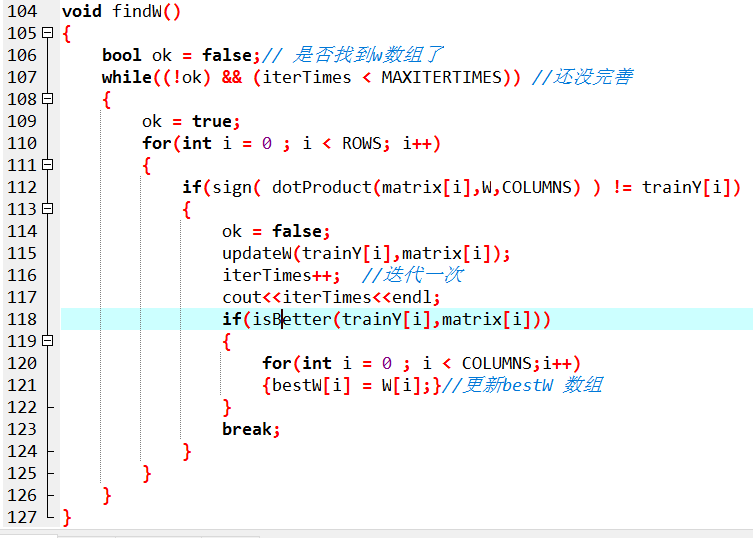 104 void findW()
105 {
106 bool ok = false;// 是否找到w数组了
107 while((!ok) && (iterTimes < MAXITERTIMES)) //还没完善
108 {
109 ok = true;
110 for(int i = 0 ; i < ROWS; i++)
111 {
112 if(sign( dotProduct(matrix[i],W,COLUMNS) ) != trainY[i])
113 {
114 ok = false;
115 updateW(trainY[i],matrix[i]);
116 iterTimes++;  //迭代一次
117 cout<<iterTimes<<endl;
118 if(isBetter(trainY[i],matrix[i]))
119 {
120 for(int i = 0 ; i < COLUMNS;i++)
121 {bestW[i] = W[i];}//更新bestW 数组
122 }
123 break;
124 }
125 }
126 }
127 }